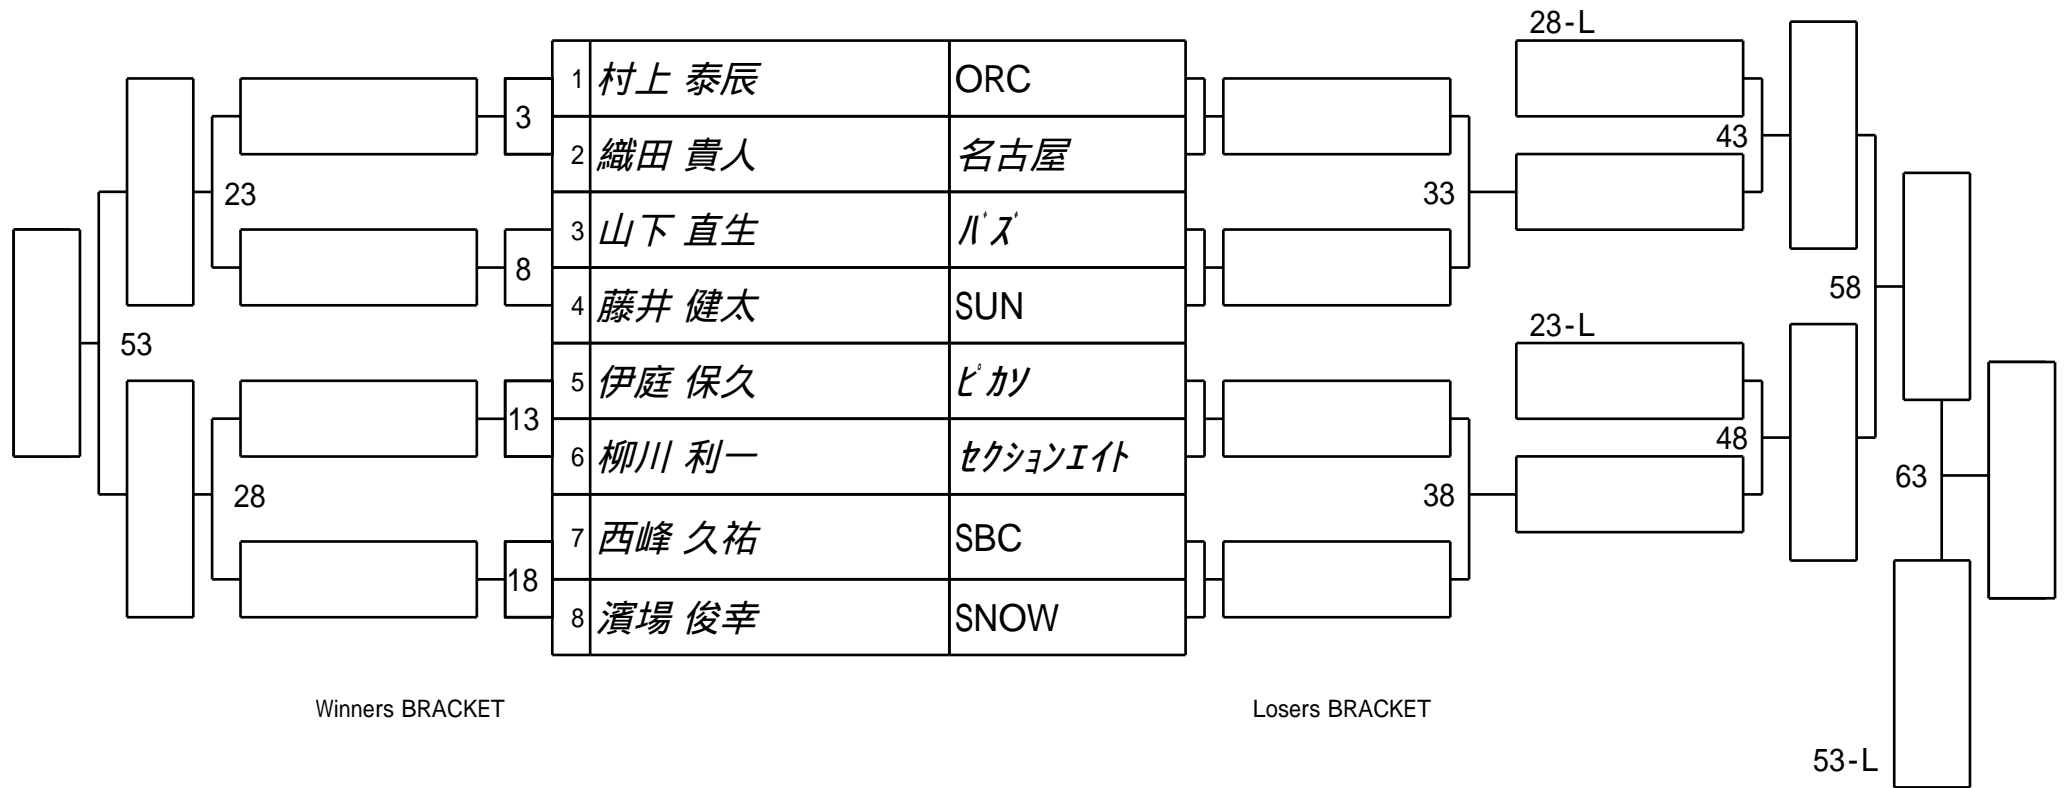 28-L
1 村上 泰辰 ORC
3
43
2 織田 貴人 名古屋
23
33
3 山下 直生 ﾊﾞｽﾞ
8
4 藤井 健太 SUN
58
23-L
53
5 伊庭 保久 ﾋﾟｶｿ
13
48
6 柳川 利一 ｾｸｼｮﾝｴｲﾄ
63
28
38
7 西峰 久祐 SBC
18
8 濱場 俊幸 SNOW
Winners BRACKET
Losers BRACKET
53-L